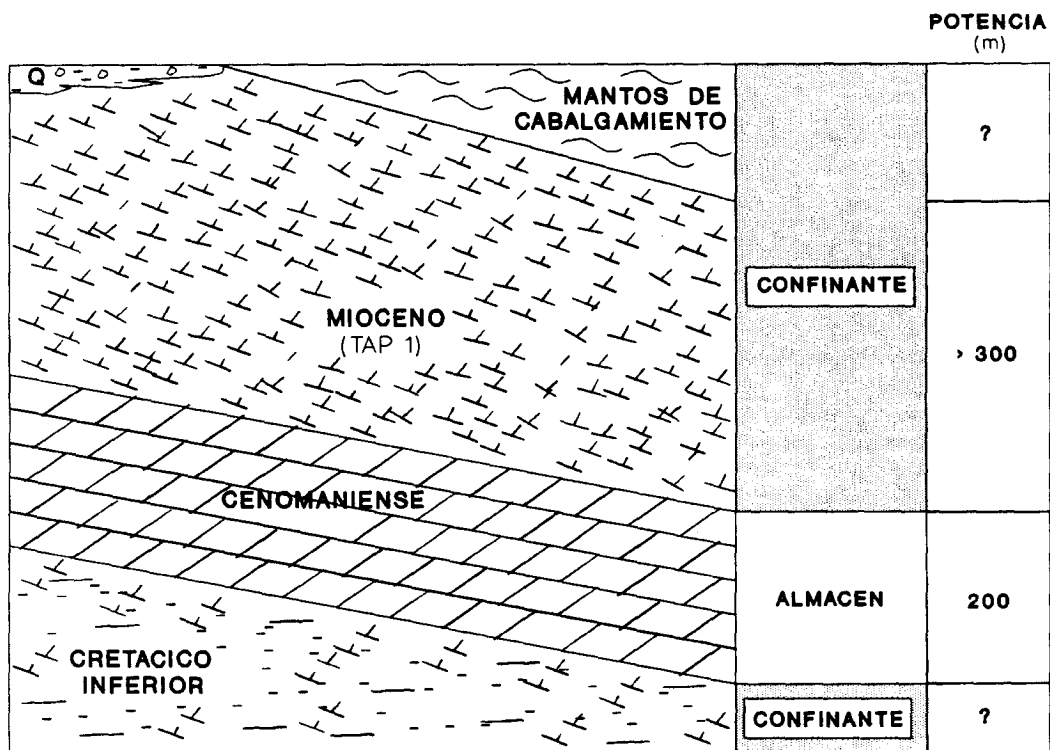 POTENCIA
(m)
Q
MANTOS DE
CABALGAMIENTO
?
CONFINANTE
MIOCENO
(TAP 1)
› 300
CENOMANIENSE
ALMACEN
200
CRETACICO
INFERIOR
CONFINANTE
?